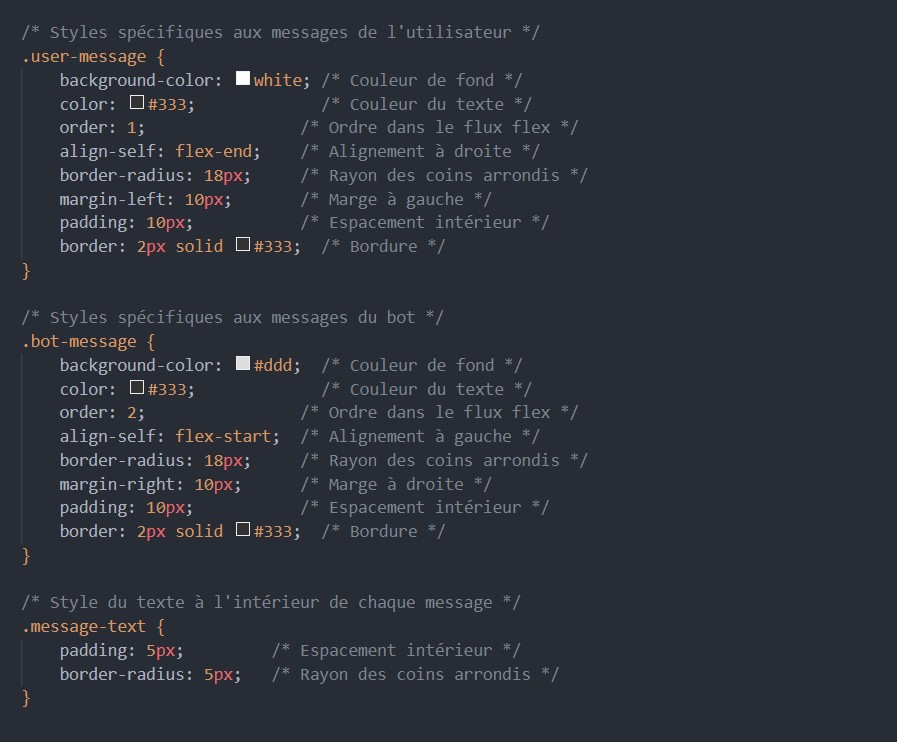 /* Styles spécifiques aux messages de l'utilisateur */
.user-message {
background-color: white; /* Couleur de fond */
color: #333; /* Couleur du texte */
order: 1; /* Ordre dans le flux flex */
align-self: flex-end; /* Alignement à droite */
border-radius: 18px; /* Rayon des coins arrondis */
margin-left: 10px; /* Marge à gauche */
padding: 10px; /* Espacement intérieur */
border: 2px solid #333; /* Bordure */
}
/* Styles spécifiques aux messages du bot */
.bot-message {
background-color: #ddd; /* Couleur de fond */
color: #333; /* Couleur du texte */
order: 2; /* Ordre dans le flux flex */
align-self: flex-start; /* Alignement à gauche */
border-radius: 18px; /* Rayon des coins arrondis */
margin-right: 10px; /* Marge à droite */
padding: 10px; /* Espacement intérieur */
border: 2px solid #333; /* Bordure */
}
/* Style du texte à l'intérieur de chaque message */
.message-text {
padding: 5px; /* Espacement intérieur */
border-radius: 5px; /* Rayon des coins arrondis */
}